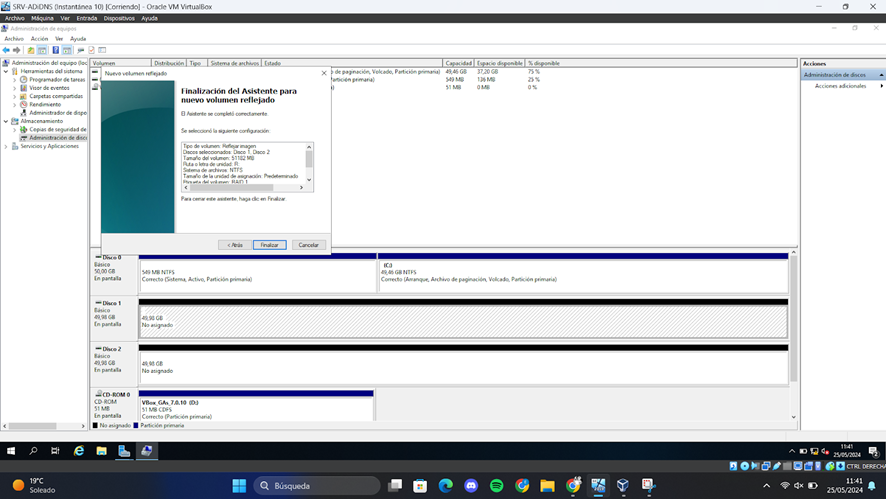 SRV-ADiDNS (Instantánea 10) [Corriendo] - Oracle VM VirtualBox
Archivo Máquina Ver Entrada Dispositivos Ayuda
Administración de equipos
Archivo Acción Ver Ayuda
Administración del equipo (loc
Herramientas del sistema
Programador de tareas
Visor de eventos
Carpetas compartidas
Rendimiento
Administrador de dispo
Almacenamiento
Copias de seguridad de
Administración de disco
Servicios y Aplicaciones
Volumen Distribución Tipo Sistema de archivos Estado Capacidad Espacio disponible % disponible
de paginación, Volcado, Partición primaria) 49,46 GB 37,20 GB 75 %
549 MB 136 MB 25 %
51 MB 0 MB 0 %
Nuevo volumen reflejado
Finalización del Asistente para
nuevo volumen reflejado
El Asistente se completó correctamente.
Se seleccionó la siguiente configuración:
Tipo de volumen: Reflejar imagen
Discos seleccionados: Disco 1, Disco 2
Tamaño del volumen: 51182 MB
Ruta o letra de unidad: R:
Sistema de archivos: NTFS
Tamaño de la unidad de asignación: Predeterminado
Etiqueta del volumen: RAID 1
Para cerrar este asistente, haga clic en Finalizar.
< Atrás Finalizar Cancelar
Acciones
Administración de discos
Acciones adicionales
Disco 0
Básico
50,00 GB
En pantalla
549 MB NTFS
Correcto (Sistema, Activo, Partición primaria)
(C:)
49,46 GB NTFS
Correcto (Arranque, Archivo de paginación, Volcado, Partición primaria)
Disco 1
Básico
49,98 GB
En pantalla
49,98 GB
No asignado
Disco 2
Básico
49,98 GB
En pantalla
49,98 GB
No asignado
CD-ROM 0
CD-ROM
51 MB
En pantalla
VBox_GAs_7.0.10 (D:)
51 MB CDFS
Correcto (Partición primaria)
No asignado Partición primaria
11:41
25/05/2024
CTRL DERECHA
19°C
Soleado
Búsqueda
11:41
25/05/2024